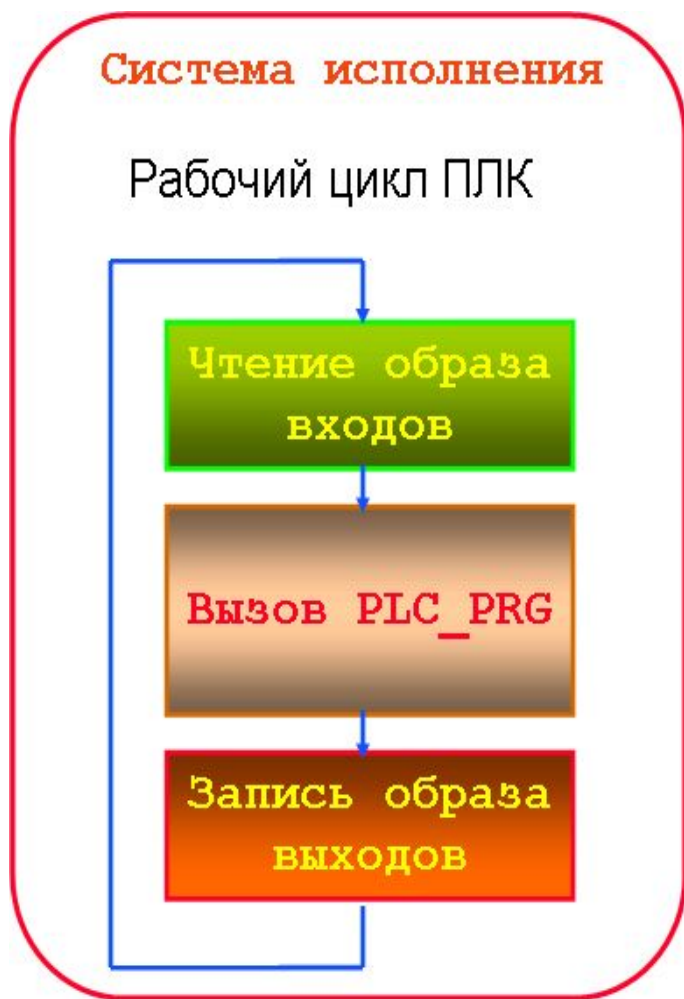 Система исполнения
Рабочий цикл ПЛК
Чтение образа
входов
Вызов PLC_PRG
Запись образа
выходов